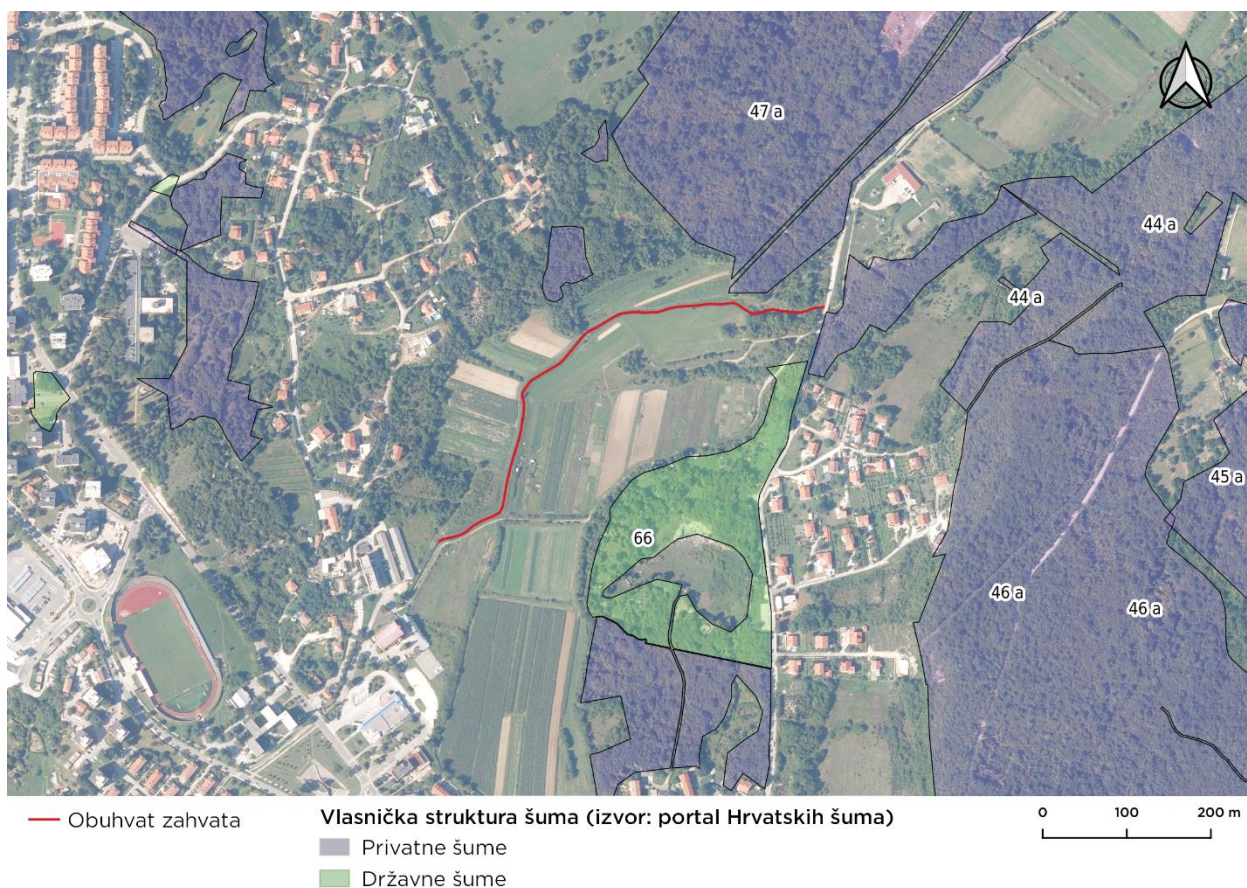 47 a
44 a
44 a
45 a
66
46 a
46 a
Obuhvat zahvata
Vlasnička struktura šuma (izvor: portal Hrvatskih šuma)
Privatne šume
Državne šume
0 100 200 m